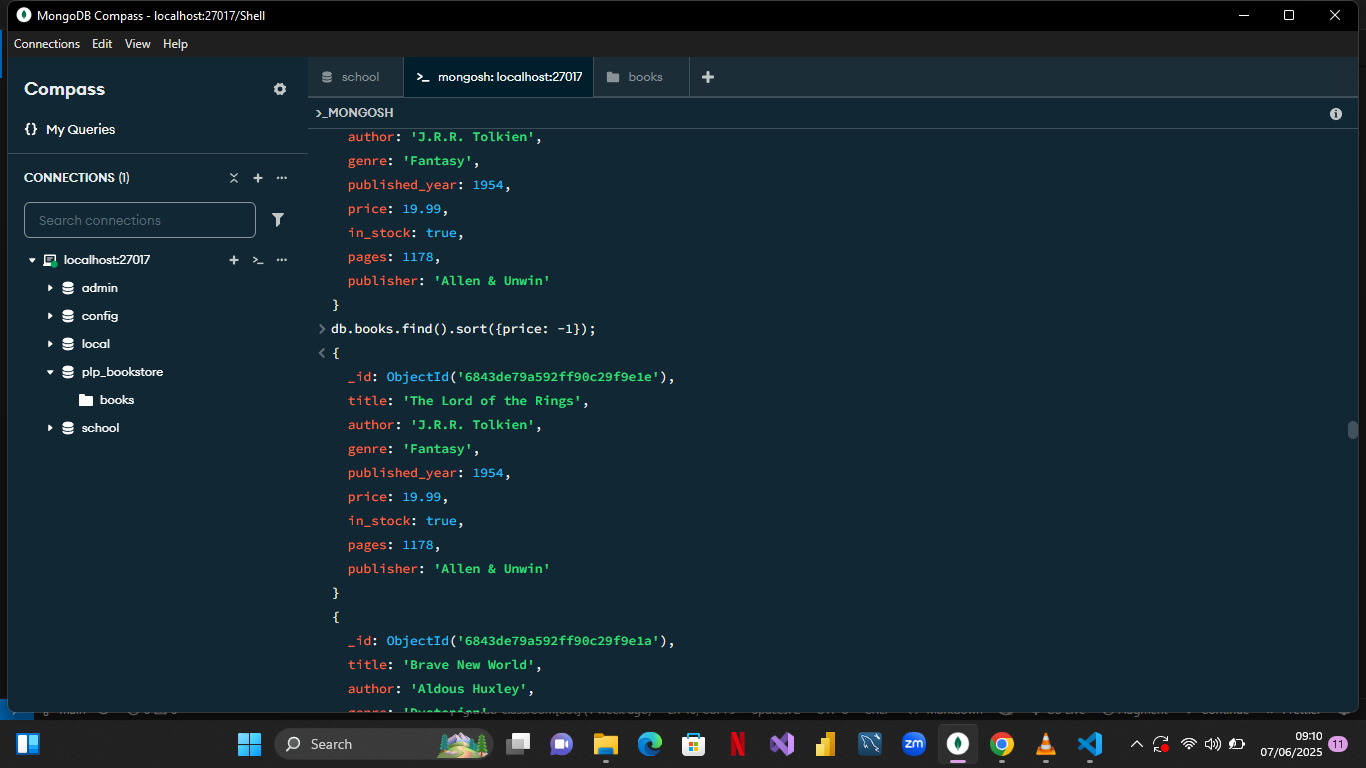 MongoDB Compass - localhost:27017/Shell
Connections Edit View Help
Compass
{} My Queries
CONNECTIONS (1)
Search connections
localhost:27017
admin
config
local
plp_bookstore
books
school
school
>_ mongosh: localhost:27017
books
>_MONGOSH
author: 'J.R.R. Tolkien',
genre: 'Fantasy',
published_year: 1954,
price: 19.99,
in_stock: true,
pages: 1178,
publisher: 'Allen & Unwin'
}
> db.books.find().sort({price: -1});
< {
_id: ObjectId('6843de79a592ff90c29f9e1e'),
title: 'The Lord of the Rings',
author: 'J.R.R. Tolkien',
genre: 'Fantasy',
published_year: 1954,
price: 19.99,
in_stock: true,
pages: 1178,
publisher: 'Allen & Unwin'
}
{
_id: ObjectId('6843de79a592ff90c29f9e1a'),
title: 'Brave New World',
author: 'Aldous Huxley',
genre: 'Dystopian'
Search
zm
09:10
07/06/2025
11